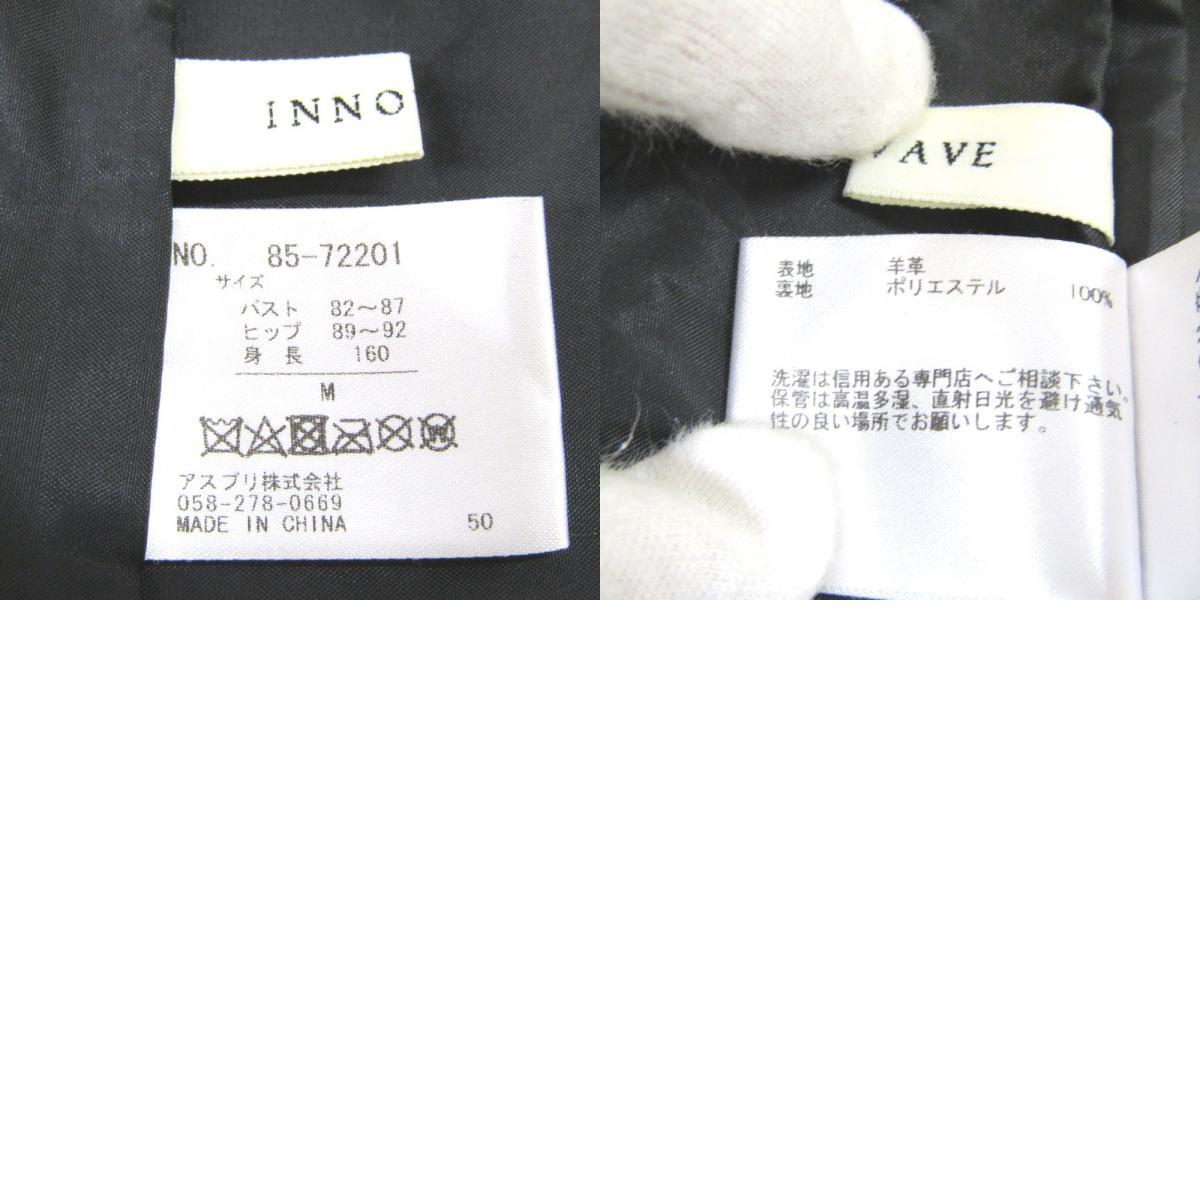 INNO
NO. 85-72201
サイズ
バスト 82～87
ヒップ 89～92
身長 160
M
アスブリ株式会社
058-278-0669
MADE IN CHINA 50
VAVE
表地 羊革
裏地 ポリエステル 100%
洗濯は信用ある専門店へご相談下さい。
保管は高温多湿、直射日光を避け通気
性の良い場所でお願いします。